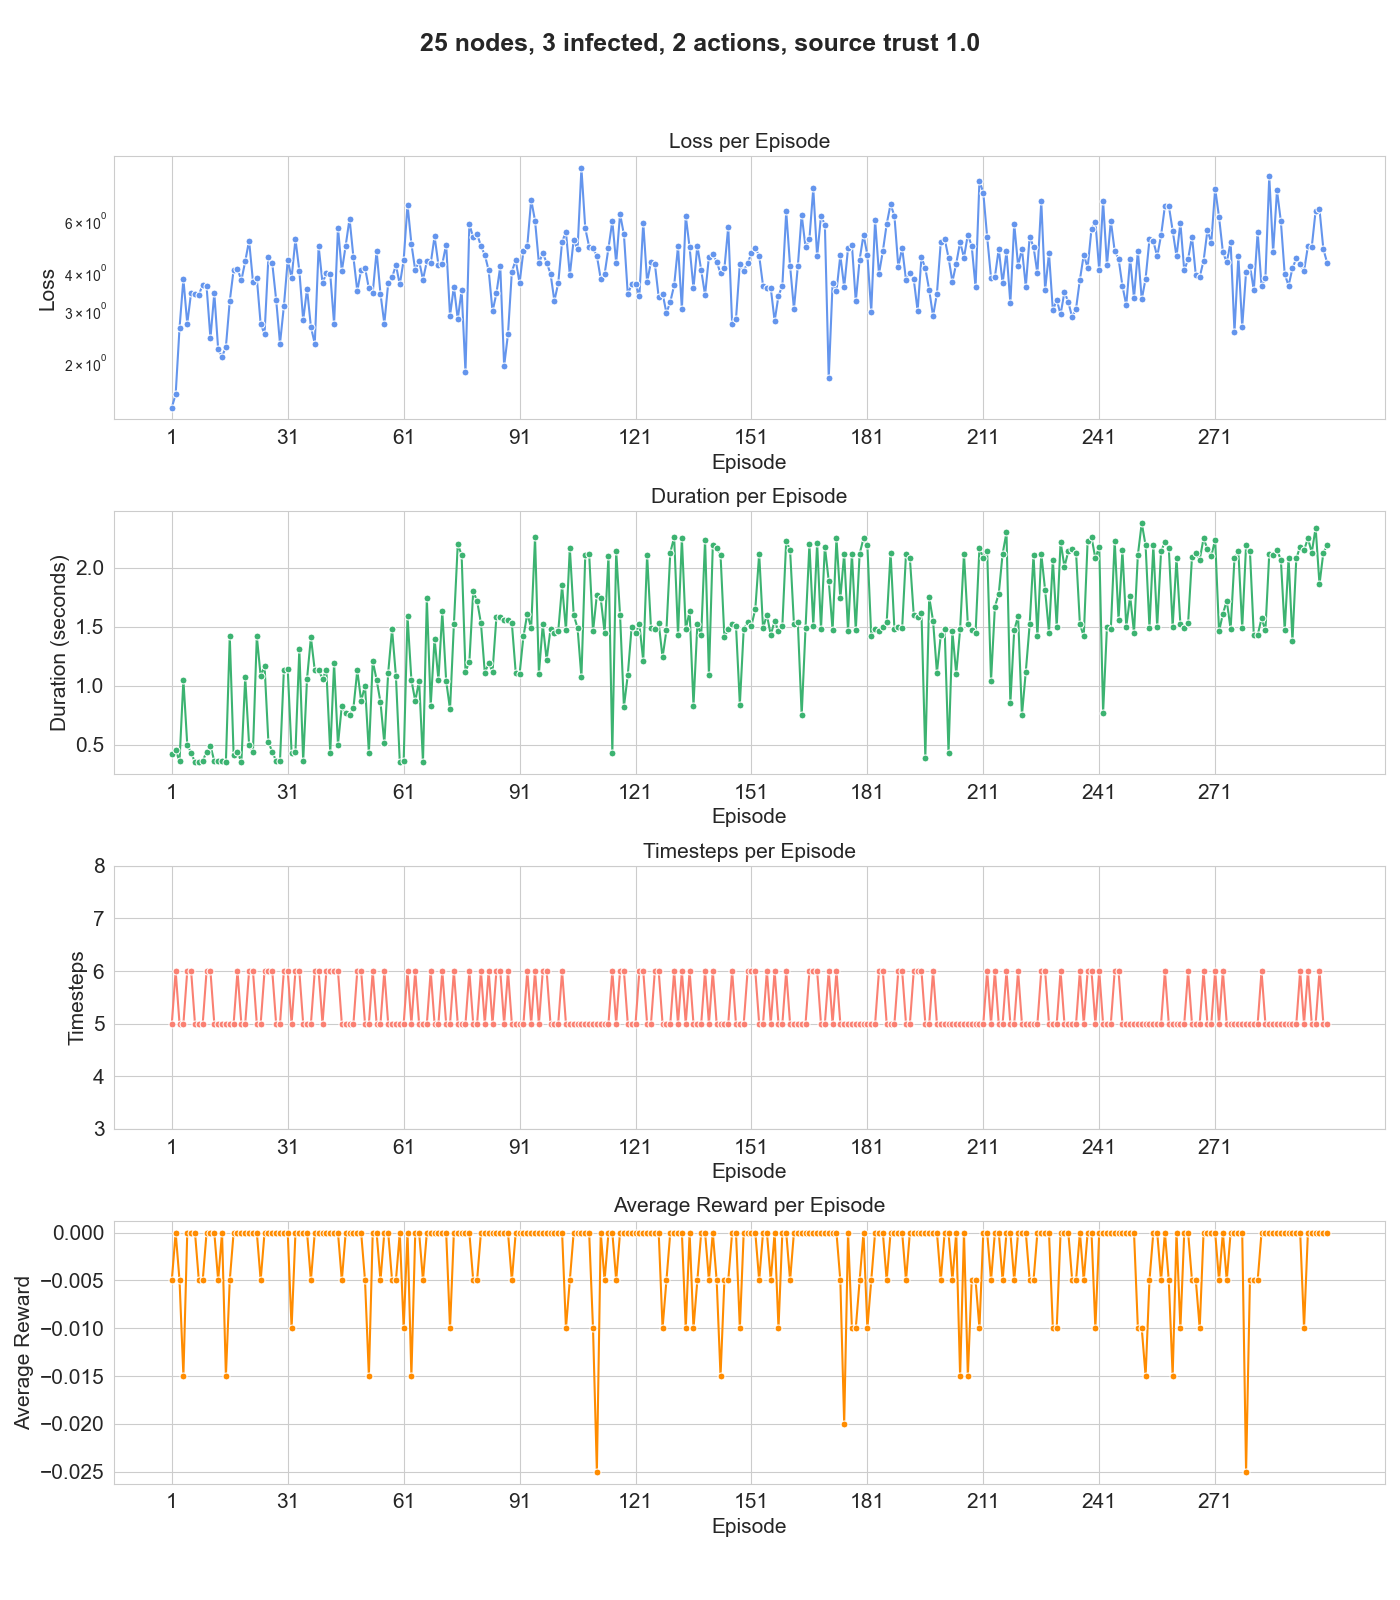 25 nodes, 3 infected, 2 actions, source trust 1.0
Loss per Episode
Loss
6 × 10⁰
4 × 10⁰
3 × 10⁰
2 × 10⁰
1 31 61 91 121 151 181 211 241 271
Episode
Duration per Episode
Duration (seconds)
2.0
1.5
1.0
0.5
1 31 61 91 121 151 181 211 241 271
Episode
Timesteps per Episode
Timesteps
8
7
6
5
4
3
1 31 61 91 121 151 181 211 241 271
Episode
Average Reward per Episode
Average Reward
0.000
−0.005
−0.010
−0.015
−0.020
−0.025
1 31 61 91 121 151 181 211 241 271
Episode